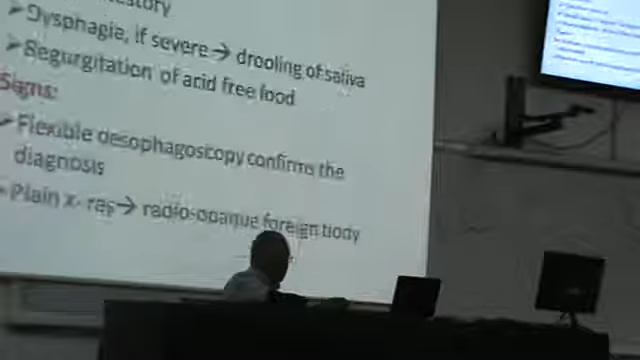 ➤Dysphagie, if severe → drooling of saliva
➤Regurgitation of acid free food
Signs:
➤Flexible oesophagoscopy confirms the
diagnosis
➤Plain X- ray→ radio-opaque foreign body